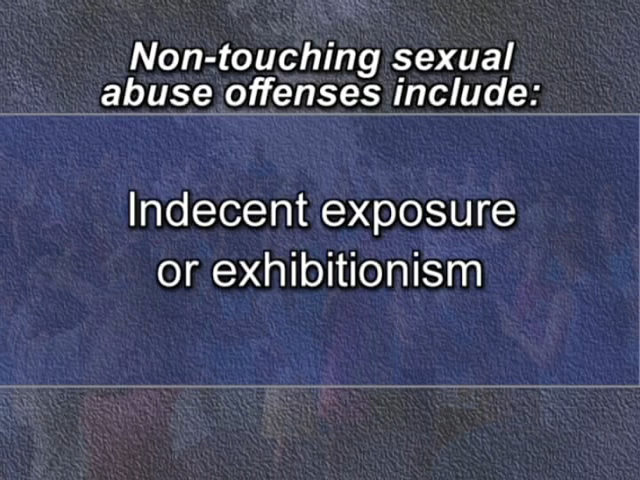 Non-touching sexual
abuse offenses include:
Indecent exposure
or exhibitionism